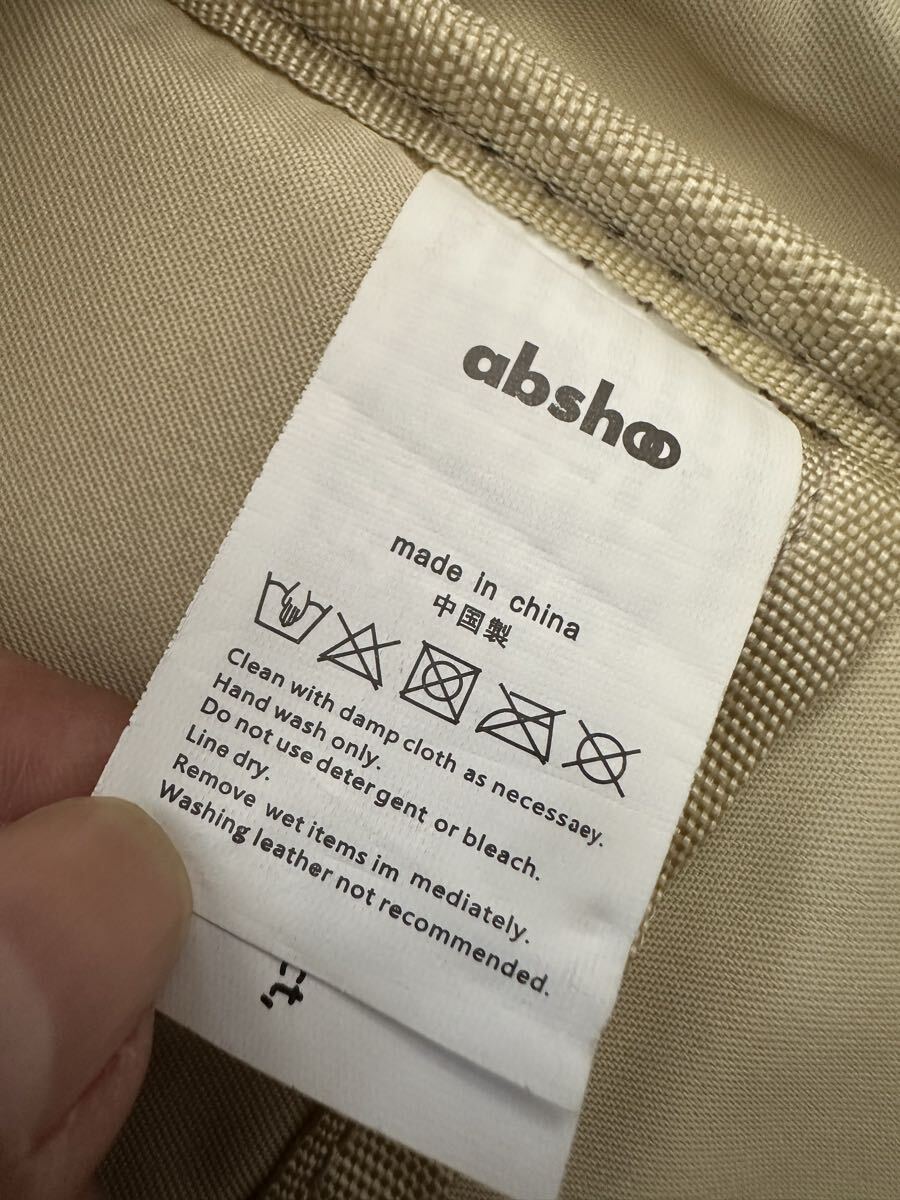 abshoo
made in china
中国製
Clean with damp cloth as necessaey.
Hand wash only.
Do not use detergent or bleach.
Line dry.
Remove wet items im mediately.
Washing leather not recommended.